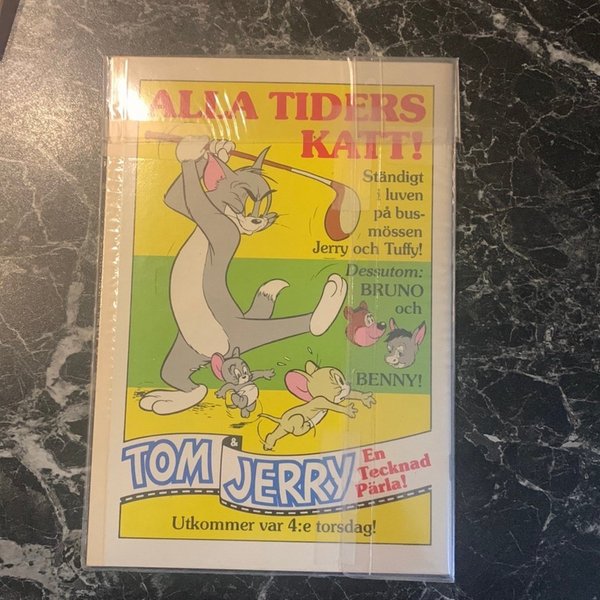 ALLA TIDERS
KATT!
Ständigt
i luven
på bus-
mössen
Jerry och Tuffy!
Dessutom:
BRUNO
och
BENNY!
TOM & JERRY
En
Tecknad
Pärla!
Utkommer var 4:e torsdag!